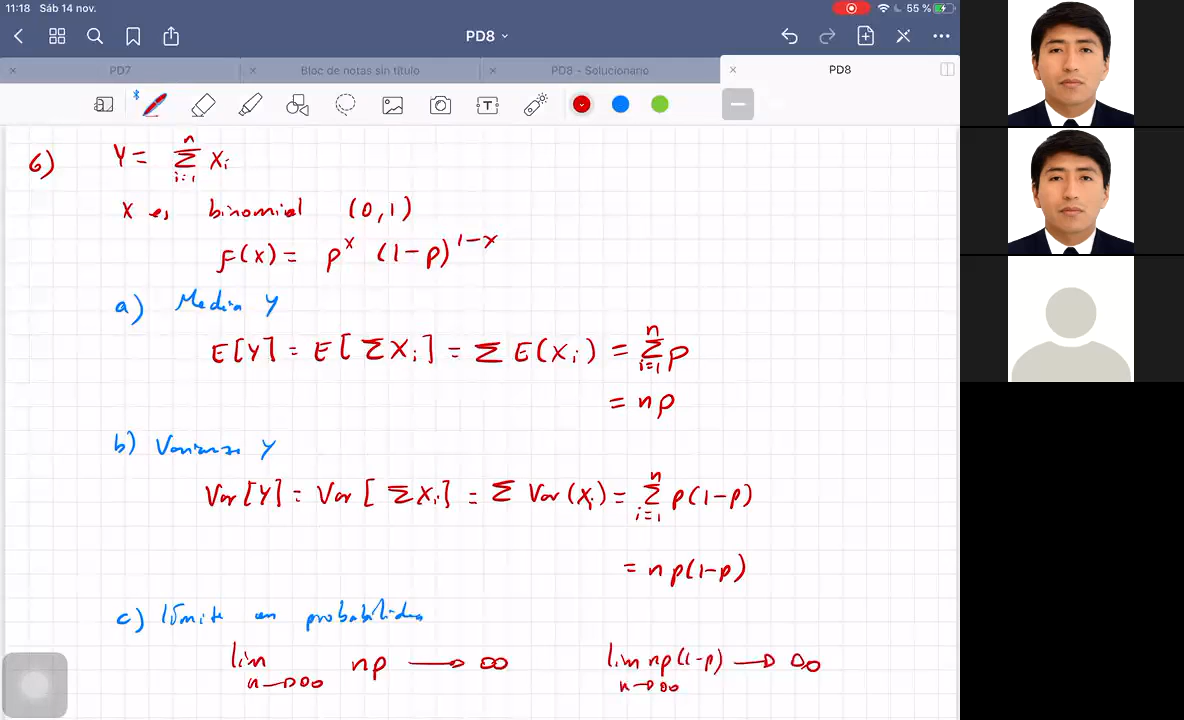 11:18 Sáb 14 nov. 55 %
PD8
PD7 Bloc de notas sin título PD8 - Solucionario PD8
6) Y = n Σ i=1 Xi
X es binomial (0,1)
f(x) = p^x (1-p)^1-x
a) Media Y
E[Y] = E[ΣXi] = Σ E(Xi) = n Σ i=1 p
= np
b) Varianza Y
Var[Y] = Var[ΣXi] = Σ Var(Xi) = n Σ i=1 p(1-p)
= np(1-p)
c) límite en probabilidad
lim n→∞ np → ∞ lim n→∞ np(1-p) → ∞